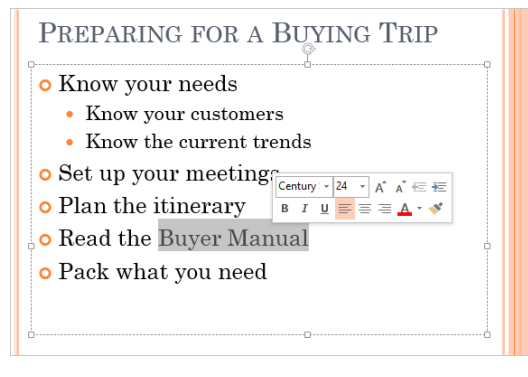 PREPARING FOR A BUYING TRIP
Know your needs
Know your customers
Know the current trends
Set up your meetings
Century 24 A A
Plan the itinerary
B I U A
Read the Buyer Manual
Pack what you need